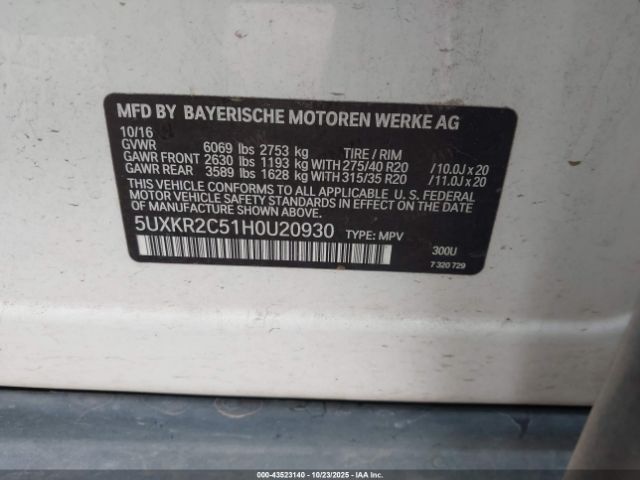 MFD BY BAYERISCHE MOTOREN WERKE AG
10/16
GVWR 6069 lbs 2753 kg TIRE / RIM
GAWR FRONT 2630 lbs 1193 kg WITH 275/40 R20 /10.0J x 20
GAWR REAR 3589 lbs 1628 kg WITH 315/35 R20 /11.0J x 20
THIS VEHICLE CONFORMS TO ALL APPLICABLE U. S. FEDERAL
MOTOR VEHICLE SAFETY STANDARDS IN EFFECT ON THE DATE
OF MANUFACTURE SHOWN ABOVE.
5UXKR2C51H0U20930 TYPE: MPV
300U
7 320 729
000-43523140 - 10/23/2025 - IAAI.com